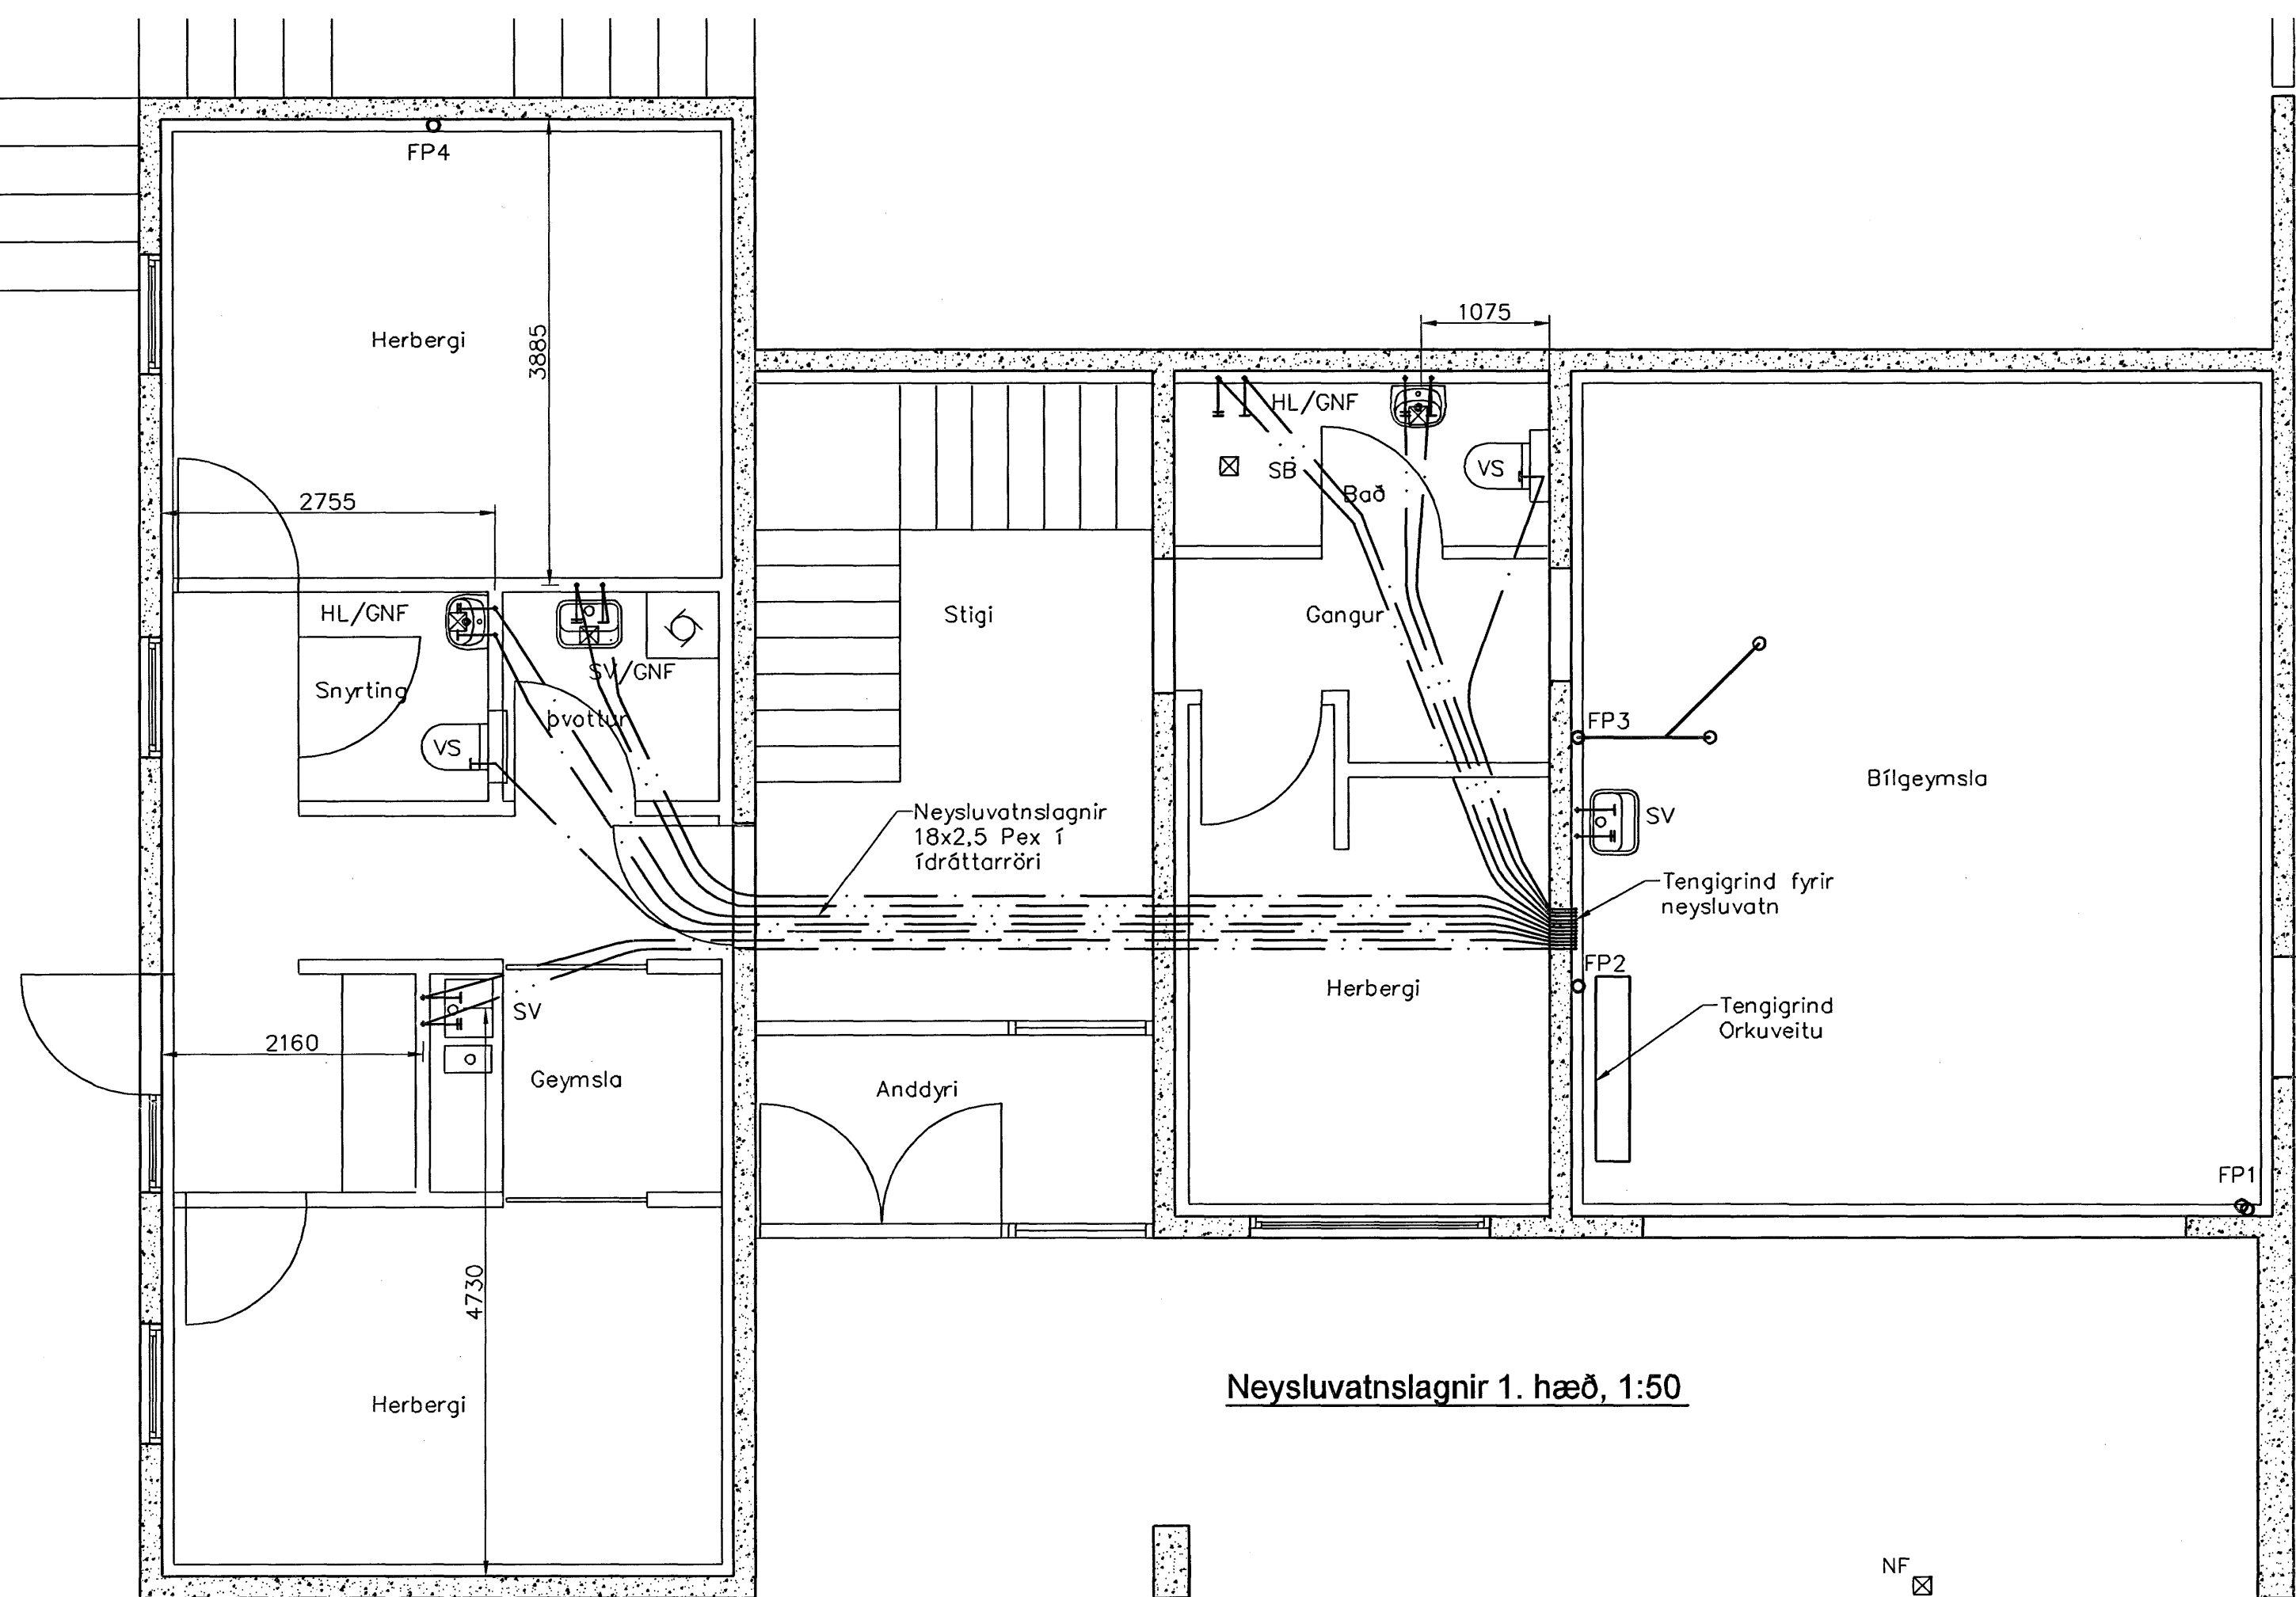 FP4
3885
Herbergi
1075
HL/GNF
SB
VS
Bað
2755
HL/GNF
Stigi
Gangur
SV/GNF
Snyrting
þvottur
VS
FP3
Bílgeymsla
SV
Neysluvatnslagnir
18x2,5 Pex í
ídráttarröri
Tengigrind fyrir
neysluvatn
FP2
Herbergi
SV
Tengigrind
Orkuveitu
2160
Geymsla
Anddyri
FP1
4730
Herbergi
Neysluvatnslagnir 1. hæð, 1:50
NF